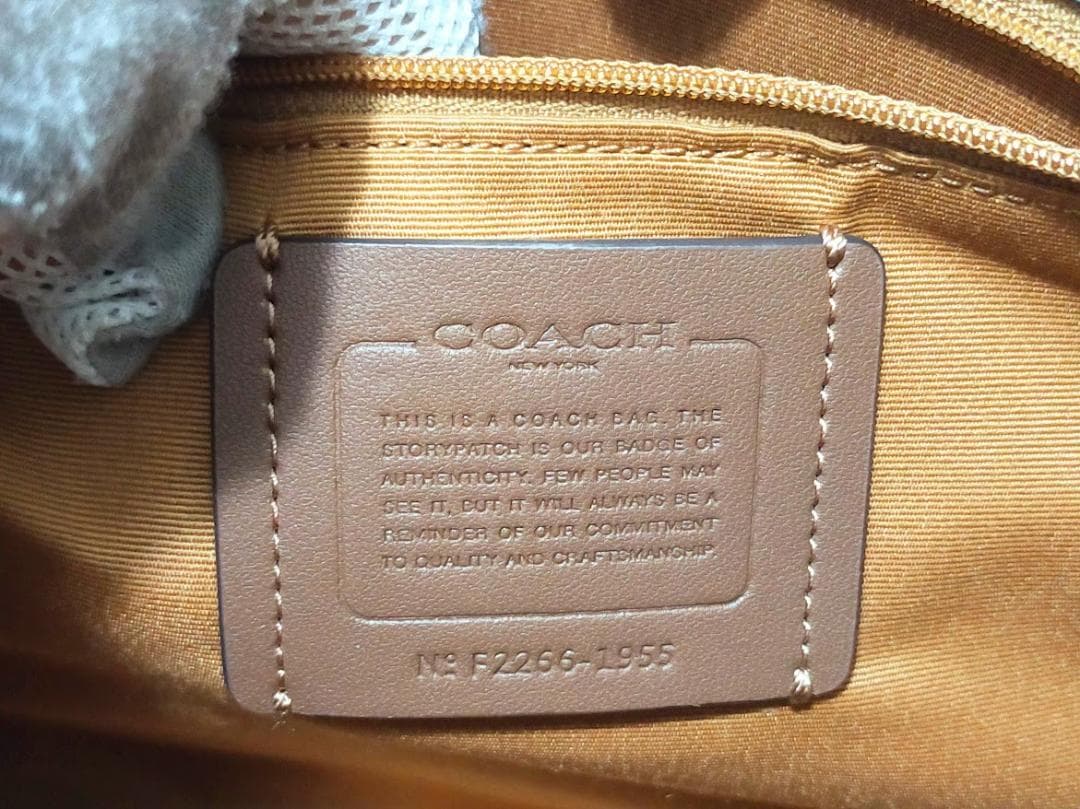 COACH
NEW YORK
THIS IS A COACH BAG. THE
STORYPATCH IS OUR BADGE OF
AUTHENTICITY. FEW PEOPLE MAY
SEE IT, BUT IT WILL ALWAYS BE A
REMINDER OF OUR COMMITMENT
TO QUALITY AND CRAFTSMANSHIP.
Nº F2266-1955